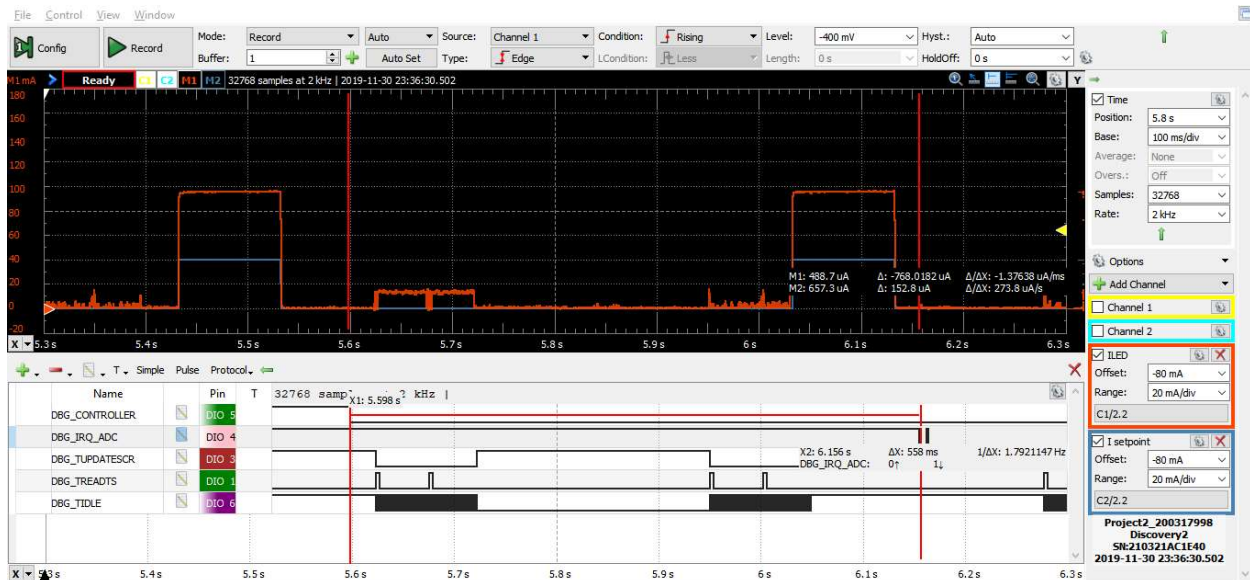 File Control View Window
Config Record Mode: Record Auto Source: Channel 1 Condition: Rising Level: -400 mV Hyst.: Auto
Buffer: 1 Auto Set Type: Edge LCondition: Less Length: 0 s HoldOff: 0 s
M1 mA Ready C1 C2 M1 M2 32768 samples at 2 kHz | 2019-11-30 23:36:30.502 Y
180
160
140
120
100
80
60
40
20
0
-20
M1: 488.7 uA Δ: -768.0182 uA Δ/ΔX: -1.37638 uA/ms
M2: 657.3 uA Δ: 152.8 uA Δ/ΔX: 273.8 uA/s
X 5.3 s 5.4 s 5.5 s 5.6 s 5.7 s 5.8 s 5.9 s 6 s 6.1 s 6.2 s 6.3 s
T Simple Pulse Protocol
Name Pin T 32768 samp ? kHz |
X1: 5.598 s
DBG_CONTROLLER DIO 5
DBG_IRQ_ADC DIO 4
DBG_TUPDATESCR DIO 3
DBG_TREADTS DIO 1
DBG_TIDLE DIO 6
X2: 6.156 s ΔX: 558 ms 1/ΔX: 1.7921147 Hz
DBG_IRQ_ADC: 0↑ 1↓
X 5.3 s 5.4 s 5.5 s 5.6 s 5.7 s 5.8 s 5.9 s 6 s 6.1 s 6.2 s 6.3 s
Time
Position: 5.8 s
Base: 100 ms/div
Average: None
Overs.: Off
Samples: 32768
Rate: 2 kHz
Options
Add Channel
Channel 1
Channel 2
ILED
Offset: -80 mA
Range: 20 mA/div
C1/2.2
I setpoint
Offset: -80 mA
Range: 20 mA/div
C2/2.2
Project2_200317998
Discovery2
SN:210321AC1E40
2019-11-30 23:36:30.502